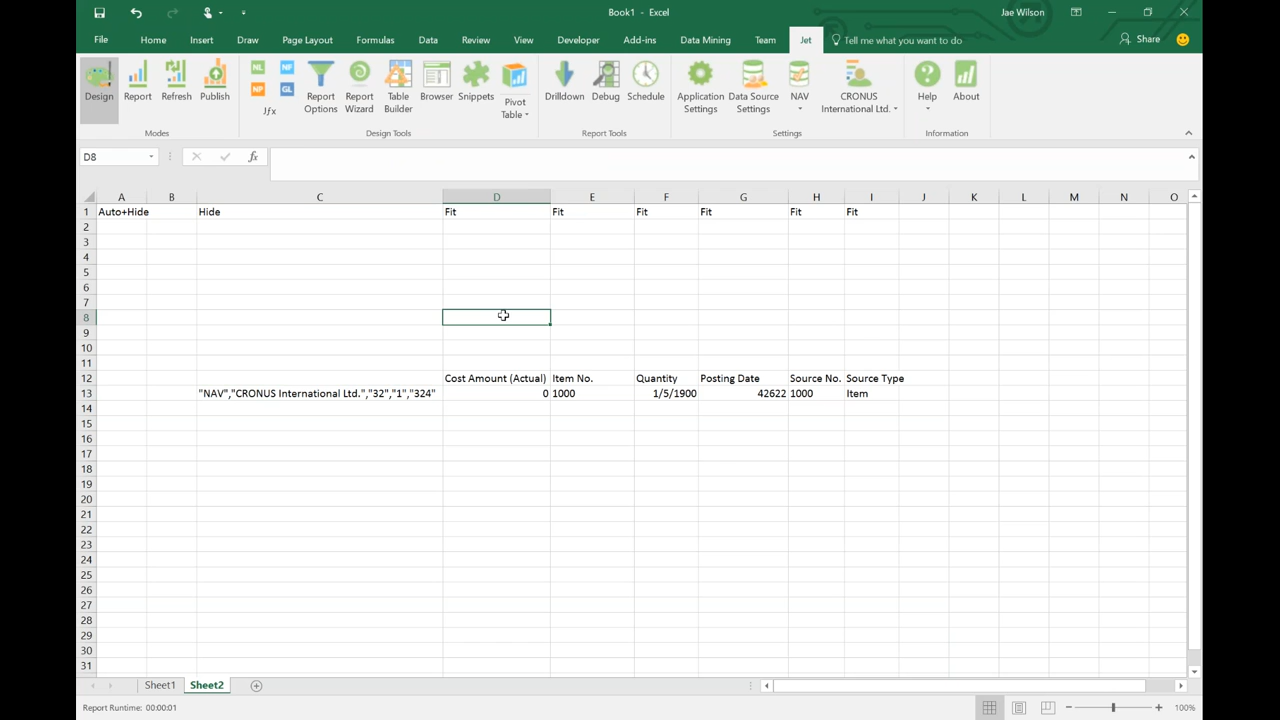 Book1 - Excel
Jae Wilson
File Home Insert Draw Page Layout Formulas Data Review View Developer Add-ins Data Mining Team Jet Tell me what you want to do Share
NL NF
NP GL
Design Report Refresh Publish ƒx Report Options Report Wizard Table Builder Browser Snippets Pivot Table Drilldown Debug Schedule Application Settings Data Source Settings NAV CRONUS International Ltd. Help About
Modes Design Tools Report Tools Settings Information
D8 fx
A B C D E F G H I J K L M N O
1 Auto+Hide Hide Fit Fit Fit Fit Fit Fit
2
3
4
5
6
7
8
9
10
11
12 Cost Amount (Actual) Item No. Quantity Posting Date Source No. Source Type
13 "NAV","CRONUS International Ltd.","32","1","324" 0 1000 1/5/1900 42622 1000 Item
14
15
16
17
18
19
20
21
22
23
24
25
26
27
28
29
30
31
Sheet1 Sheet2
Report Runtime: 00:00:01 100%